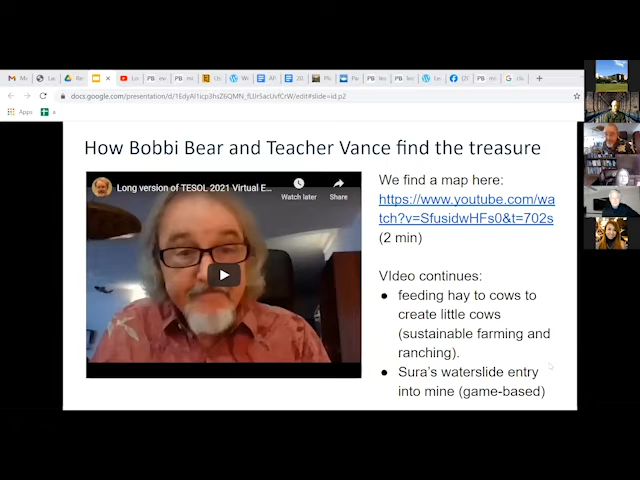 docs.google.com/presentation/d/1EdyAI1icp3hsZ6QMN_fLlJr5acUvfCrW/edit#slide=id.p2
Apps
How Bobbi Bear and Teacher Vance find the treasure
Long version of TESOL 2021 Virtual E...
Watch later
Share
We find a map here:
https://www.youtube.com/wa
tch?v=SfusidwHFs0&t=702s
(2 min)
VIdeo continues:
● feeding hay to cows to
create little cows
(sustainable farming and
ranching).
● Sura's waterslide entry
into mine (game-based)